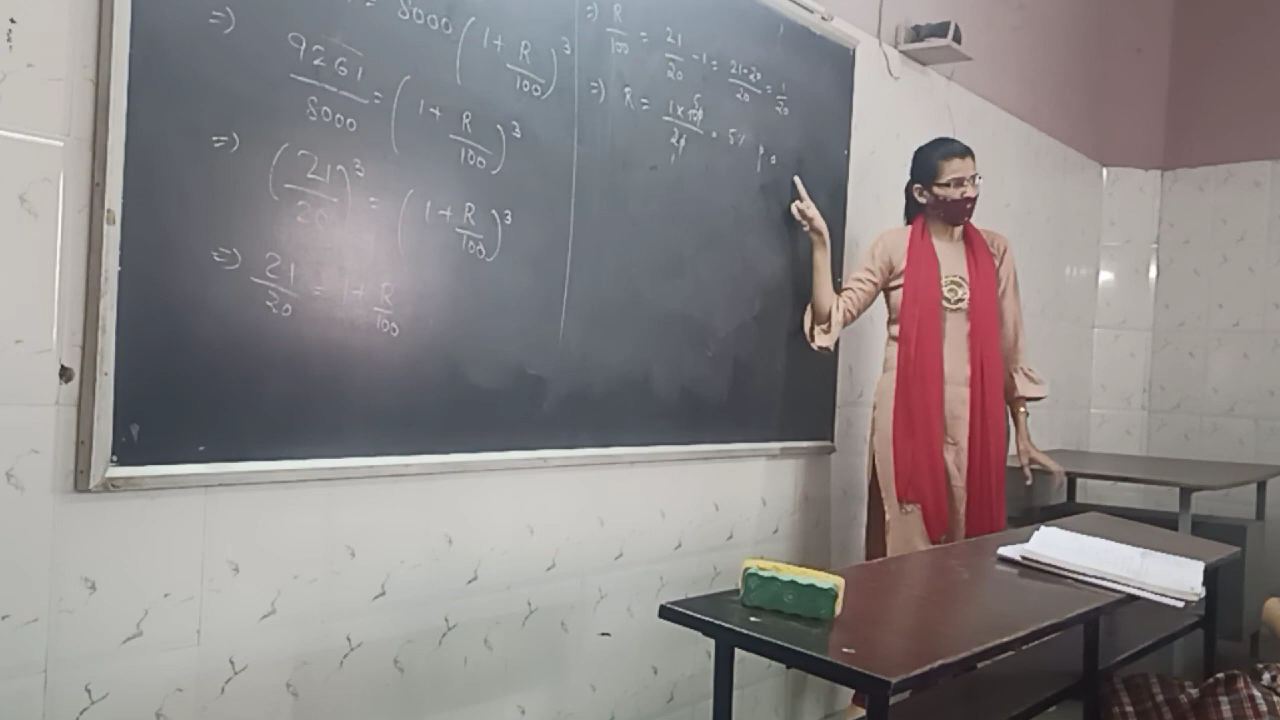 = 8000 (1 + R/100)³
=) 9261/8000 = (1 + R/100)³
=) (21/20)³ = (1 + R/100)³
=) 21/20 = 1 + R/100
=) R/100 = 21/20 - 1 = 21-20/20 = 1/20
=) R = 1 x 100/20 = 5% p a